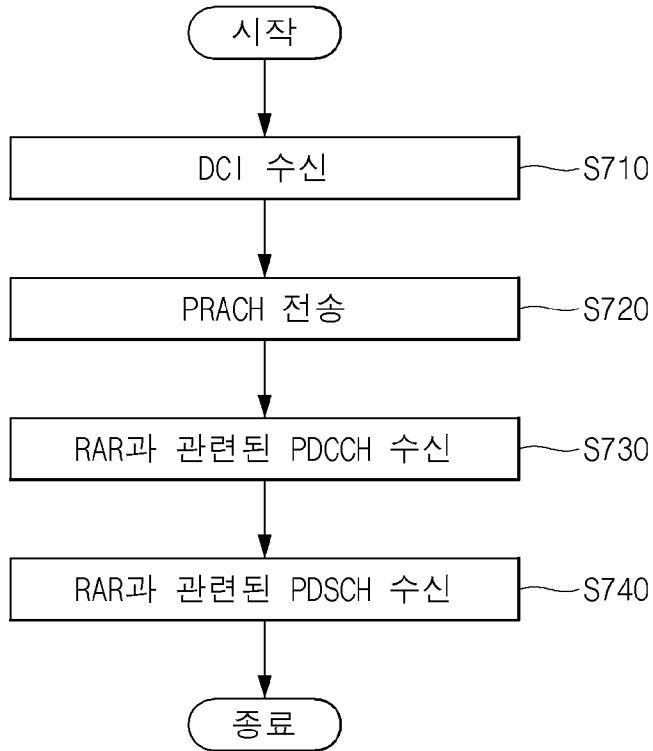 시작
DCI 수신
S710
PRACH 전송
S720
RAR과 관련된 PDCCH 수신
S730
RAR과 관련된 PDSCH 수신
S740
종료